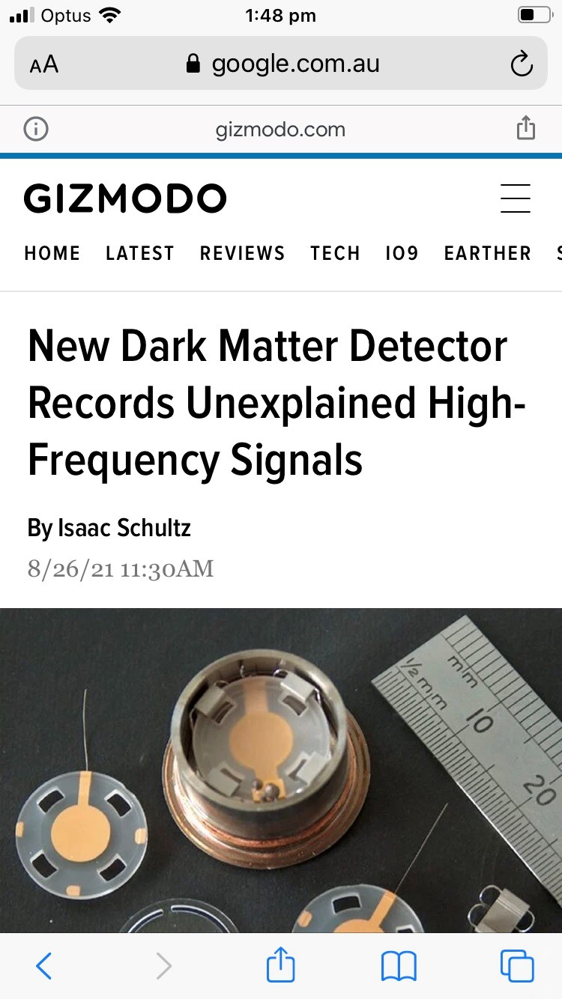 Optus 1:48 pm
AA google.com.au
gizmodo.com
GIZMODO
HOME LATEST REVIEWS TECH IO9 EARTHER
New Dark Matter Detector
Records Unexplained High-
Frequency Signals
By Isaac Schultz
8/26/21 11:30AM
½mm mm 10 20